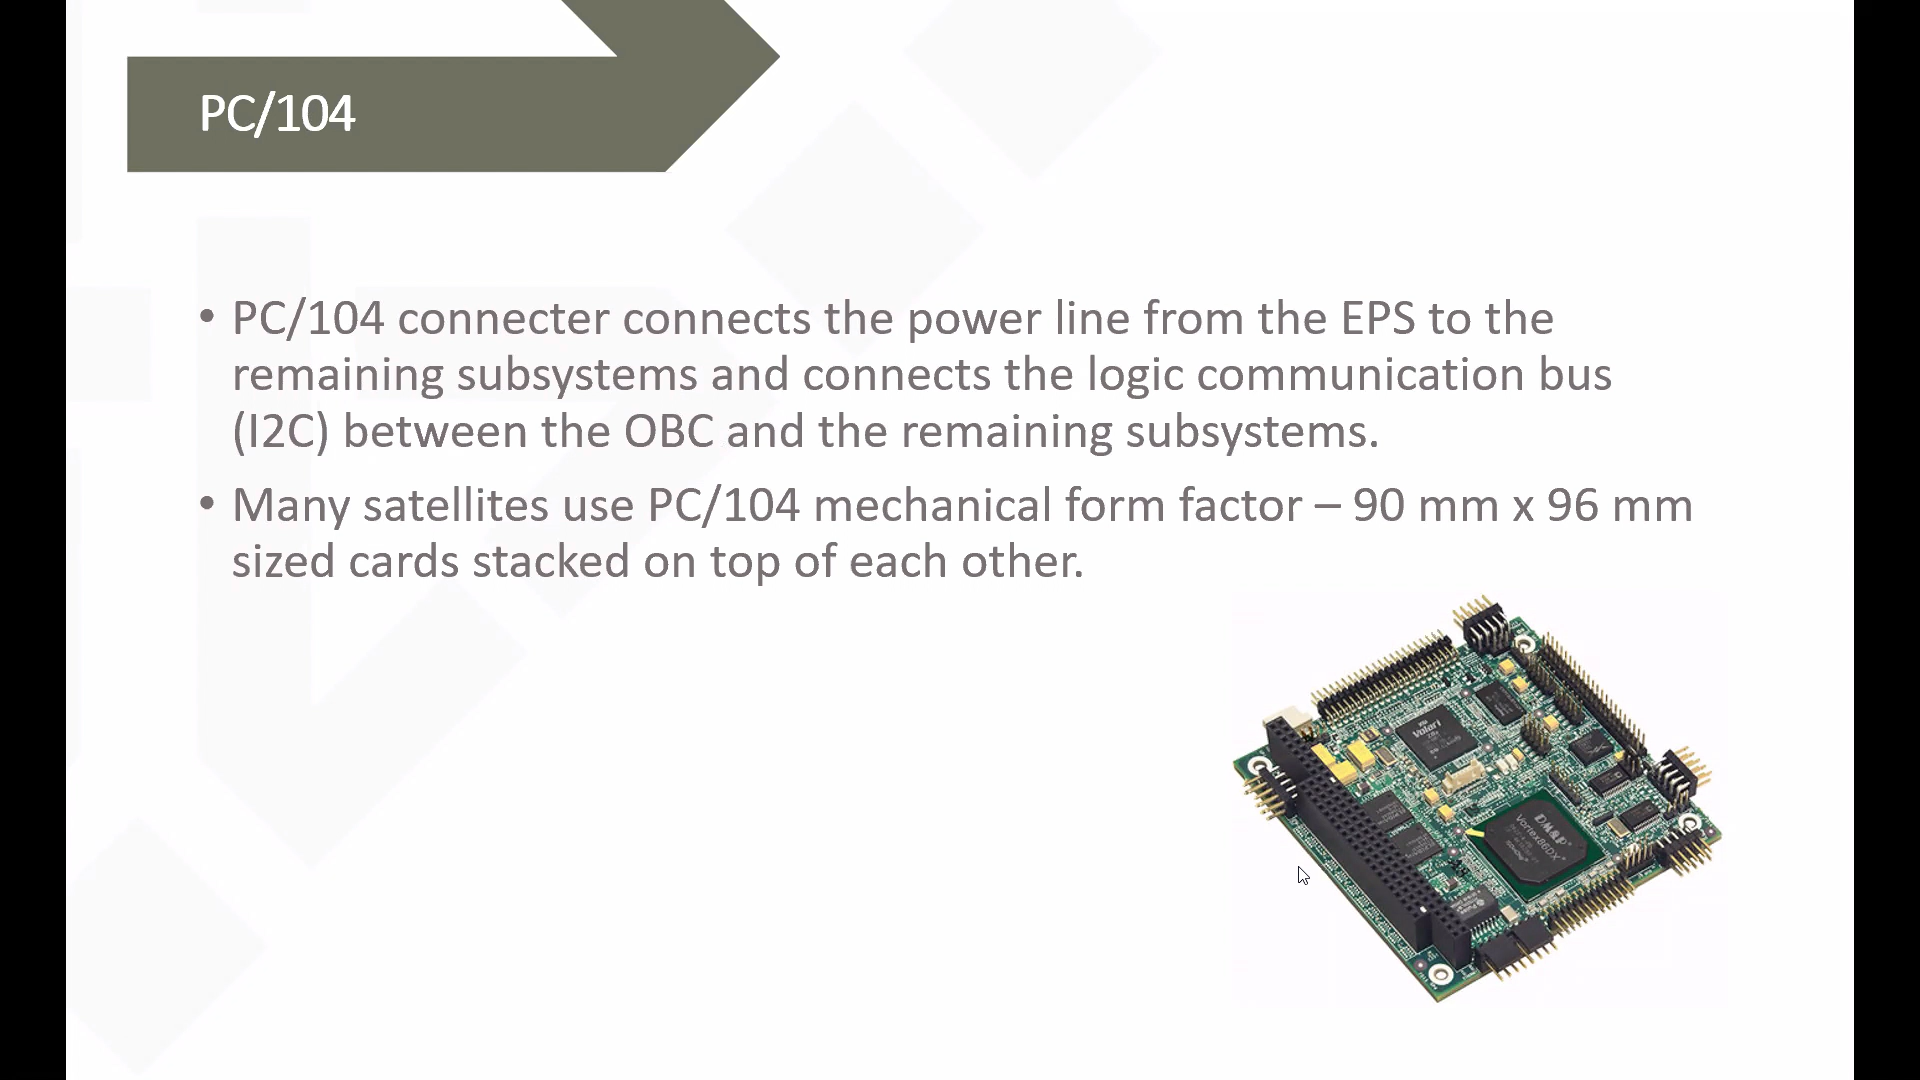 PC/104
• PC/104 connecter connects the power line from the EPS to the
remaining subsystems and connects the logic communication bus
(I2C) between the OBC and the remaining subsystems.
• Many satellites use PC/104 mechanical form factor – 90 mm x 96 mm
sized cards stacked on top of each other.
Volari
DM&P
Vortex86DX